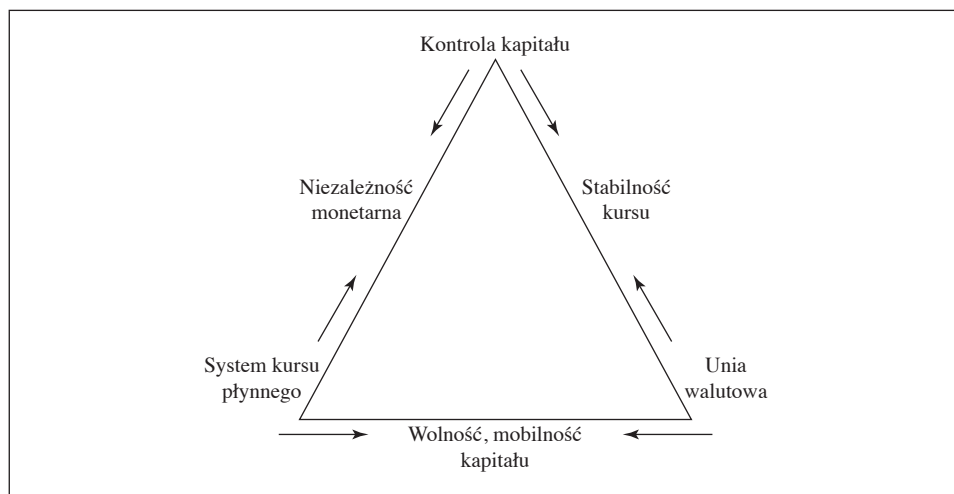 Kontrola kapitału
Niezależność
monetarna
Stabilność
kursu
System kursu
płynnego
Unia
walutowa
Wolność, mobilność
kapitału